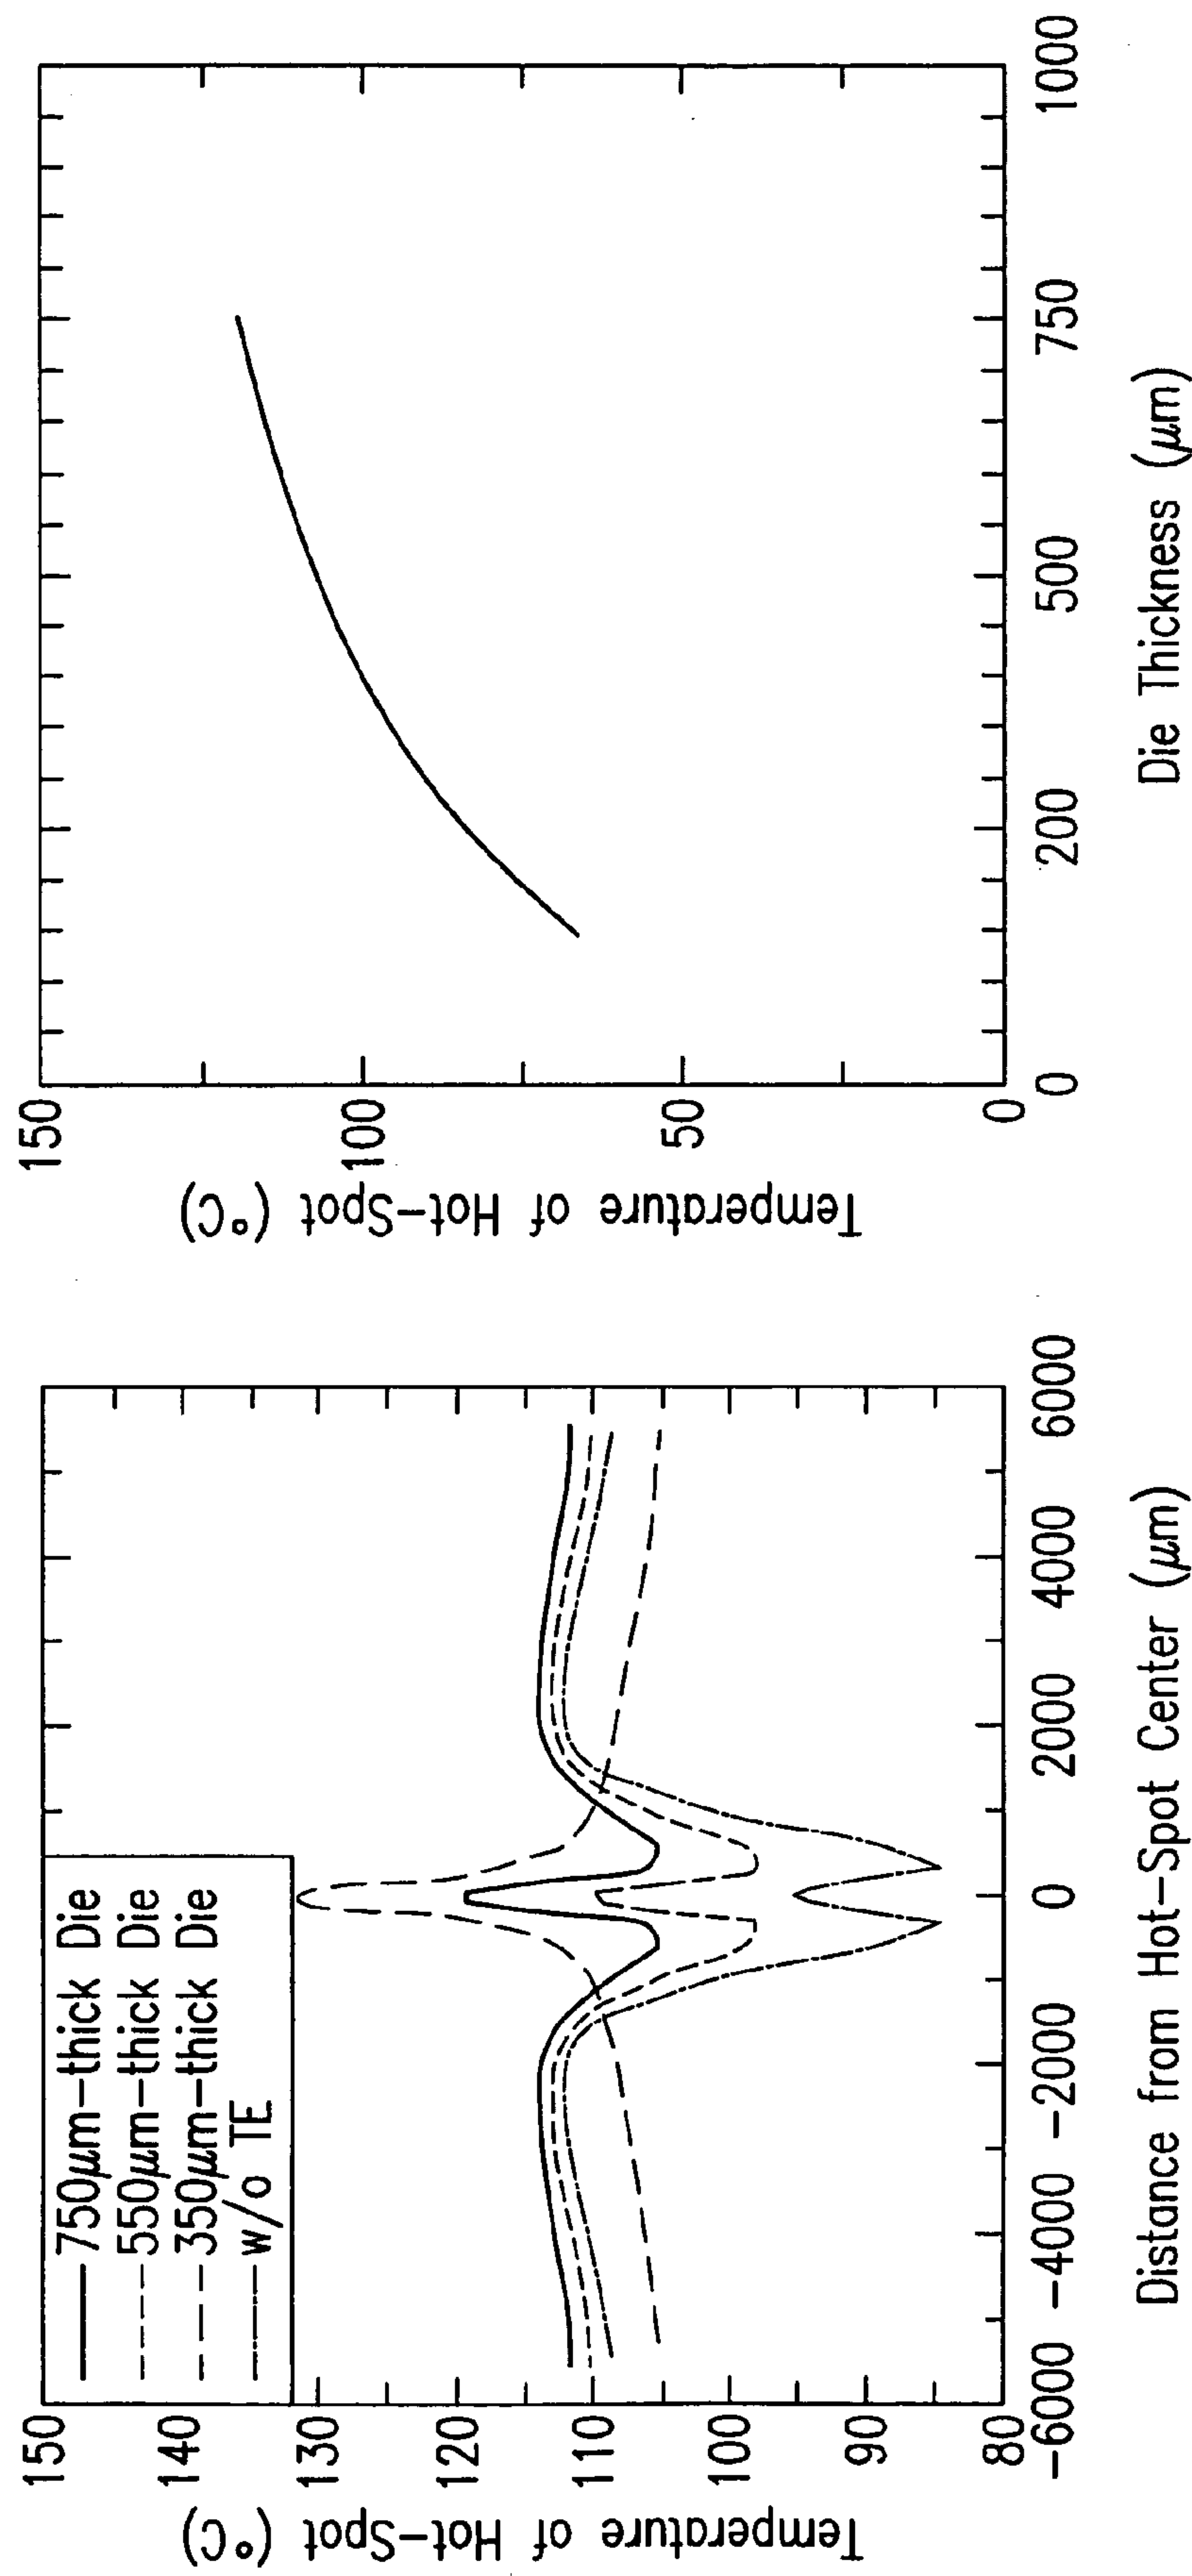 150
140
130
120
110
100
90
80
Temperature of Hot-Spot (°C)
750μm-thick Die
550μm-thick Die
350μm-thick Die
w/o TE
-6000 -4000 -2000 0 2000 4000 6000
Distance from Hot-Spot Center (μm)
150
100
50
0
Temperature of Hot-Spot (°C)
0 200 500 750 1000
Die Thickness (μm)